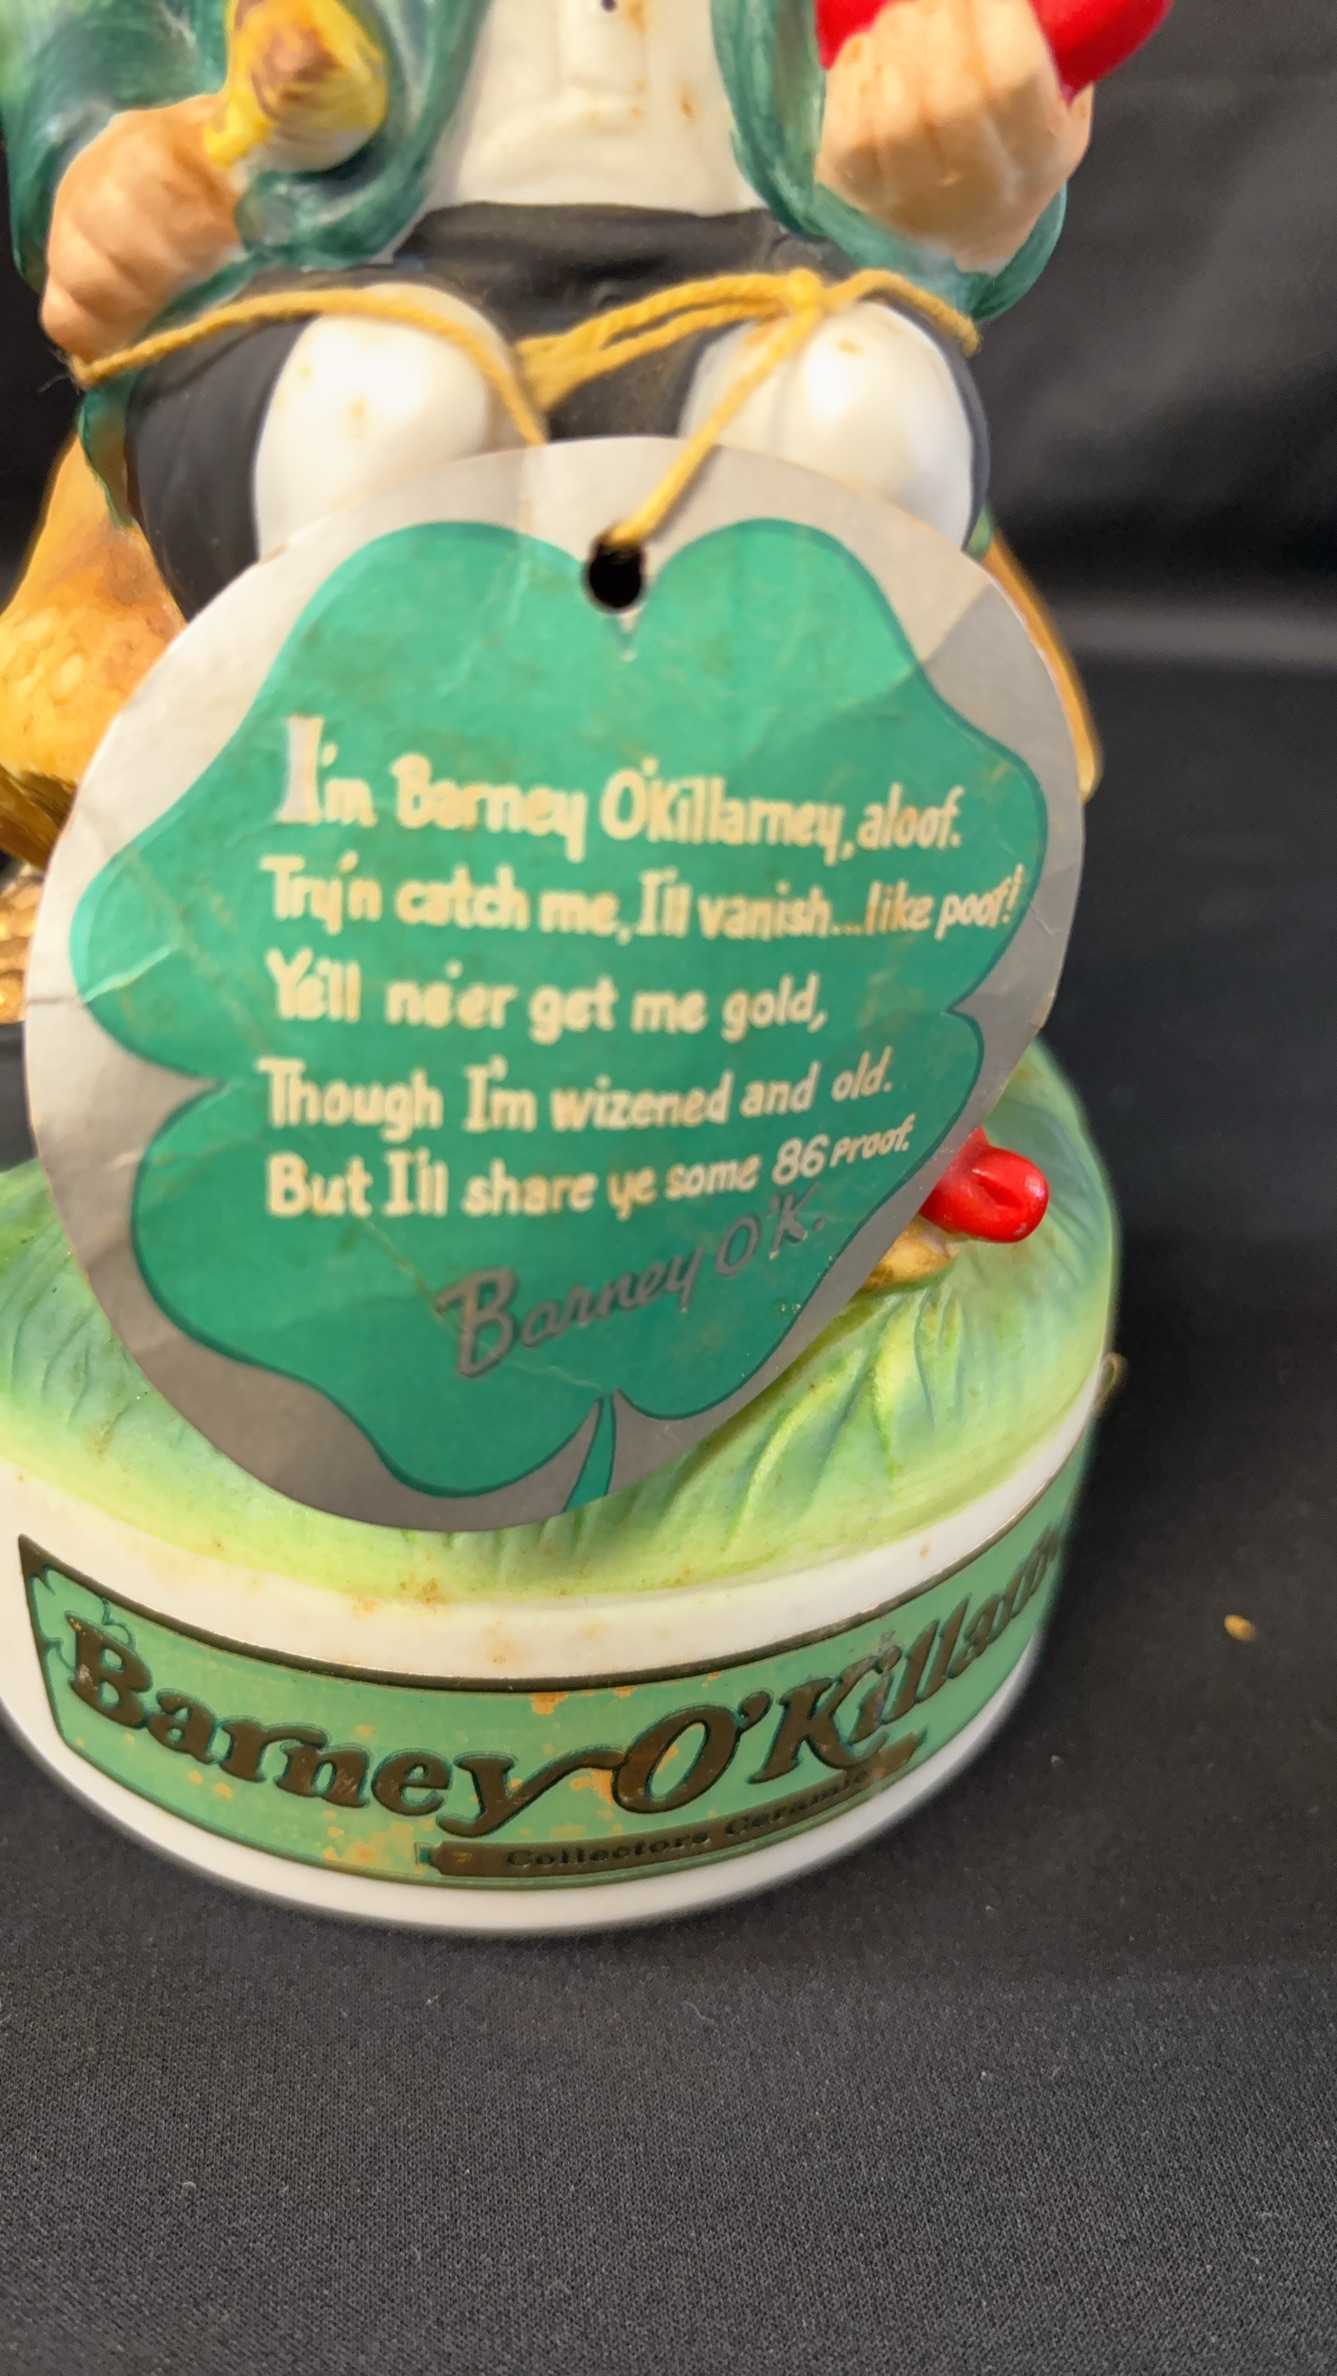 I'm Barney O'Killarney, aloof.
Try'n catch me, I'll vanish...like poof!
Ye'll ne'er get me gold,
Though I'm wizened and old.
But I'll share ye some 86 proof.
Barney O'K.
Barney O'Killarney
Collectors Ceramic